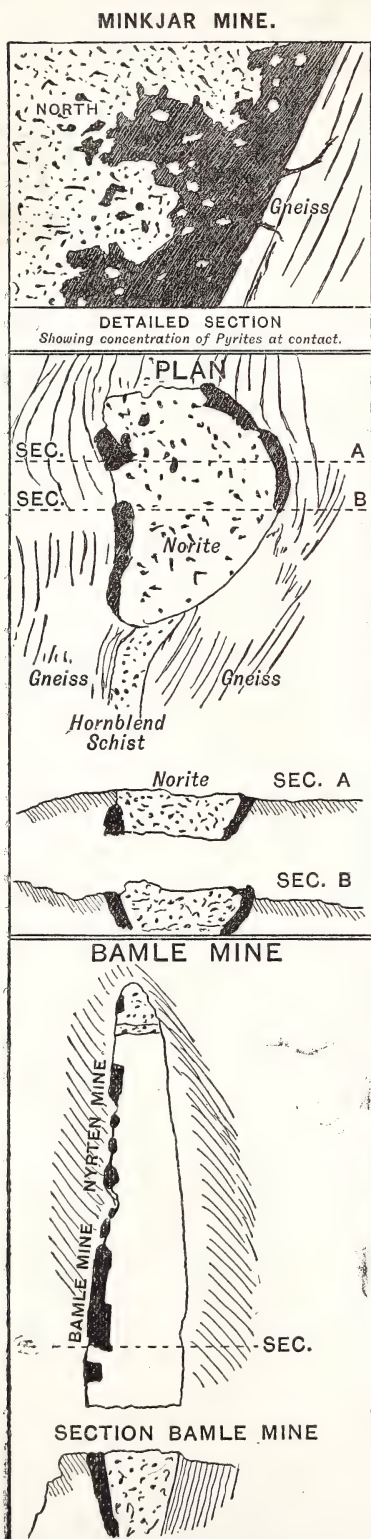 MINKJAR MINE.
NORTH
Gneiss
DETAILED SECTION
Showing concentration of Pyrites at contact.
PLAN
SEC. A
SEC. B
Norite
Gneiss Gneiss
Hornblend
Schist
Norite SEC. A
SEC. B
BAMLE MINE
NYRTEN MINE
BAMLE MINE
SEC.
SECTION BAMLE MINE